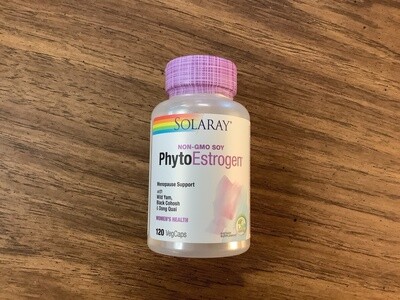 SOLARAY
NON-GMO SOY
PhytoEstrogen
Menopause Support
with
Wild Yam,
Black Cohosh
& Dong Quai
WOMEN'S HEALTH
120 VegCaps